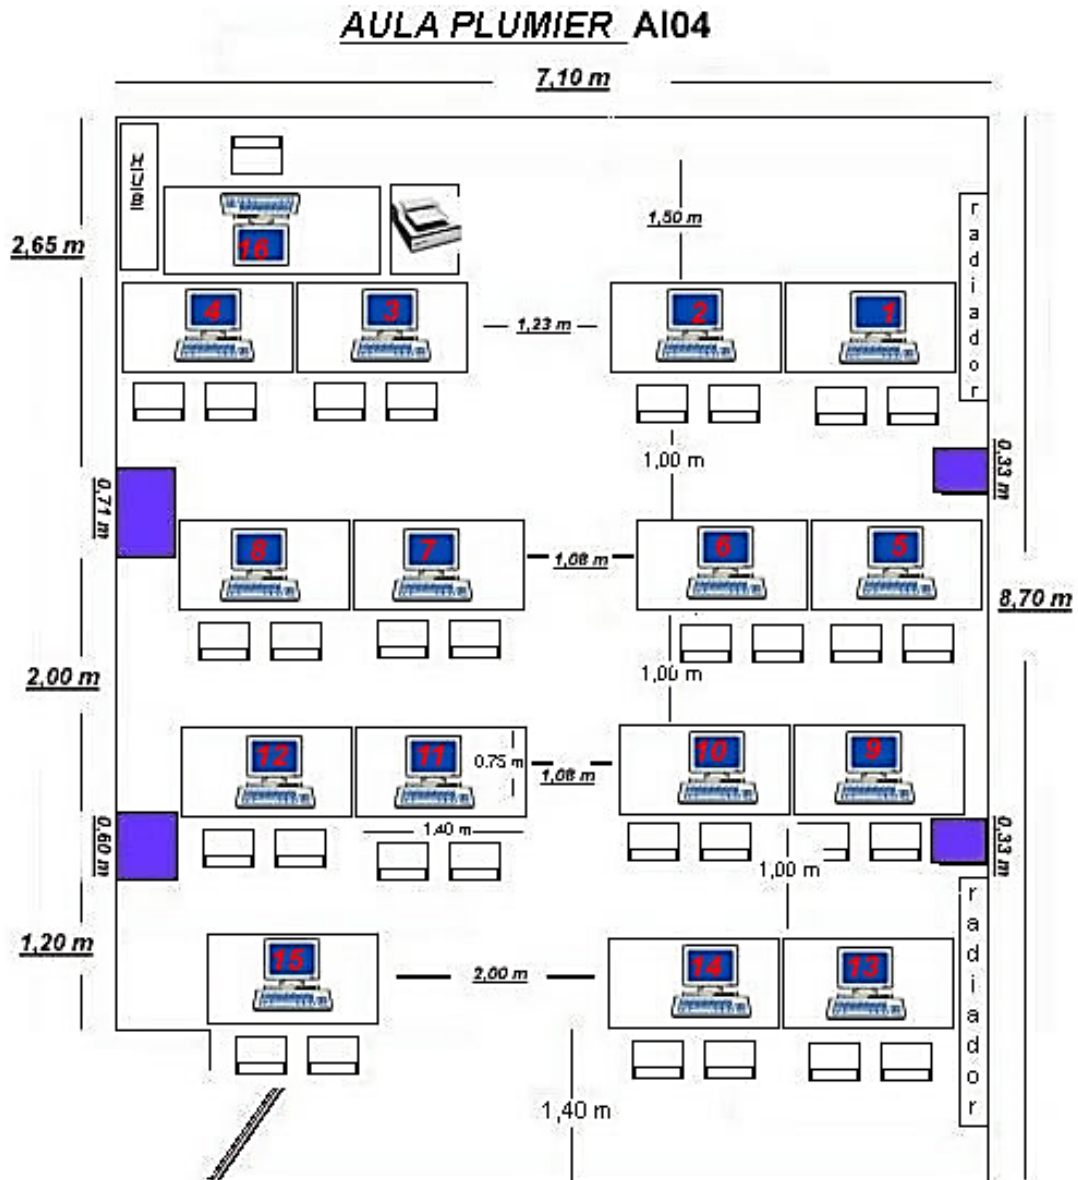 AULA PLUMIER AI04
7,10 m
HUB
16
1,50 m
2,65 m
radiador
4
3
1,23 m
2
1
1,00 m
0,33 m
0,71 m
8
7
1,08 m
6
5
8,70 m
1,00 m
2,00 m
12
11
0.75 m
1,08 m
10
9
1,40 m
0,60 m
0,33 m
1,00 m
radiador
1,20 m
15
2,00 m
14
13
1,40 m